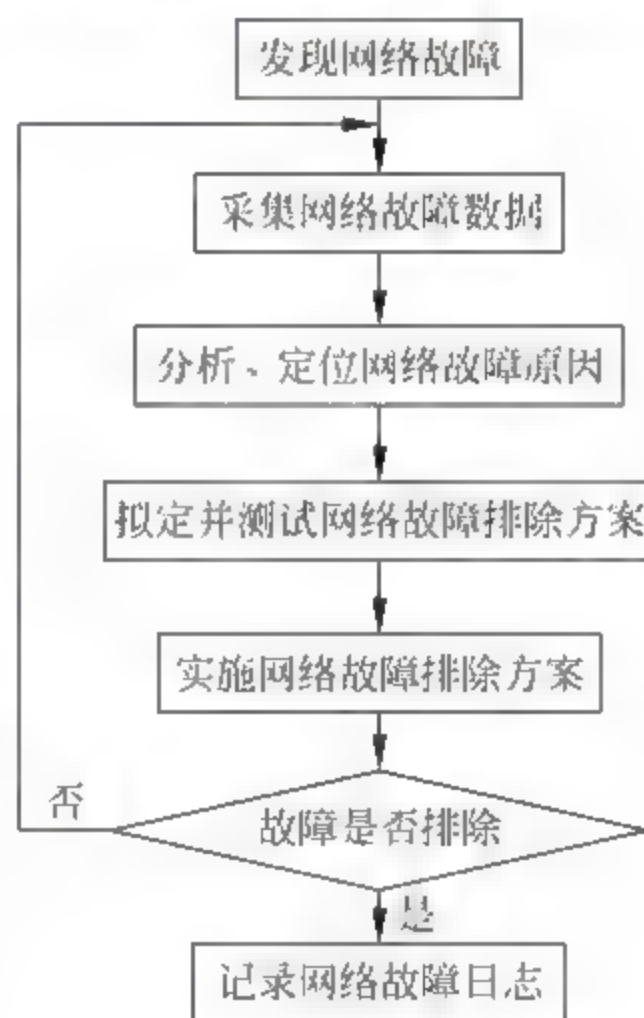 发现网络故障
采集网络故障数据
分析、定位网络故障原因
拟定并测试网络故障排除方案
实施网络故障排除方案
否
故障是否排除
是
记录网络故障日志